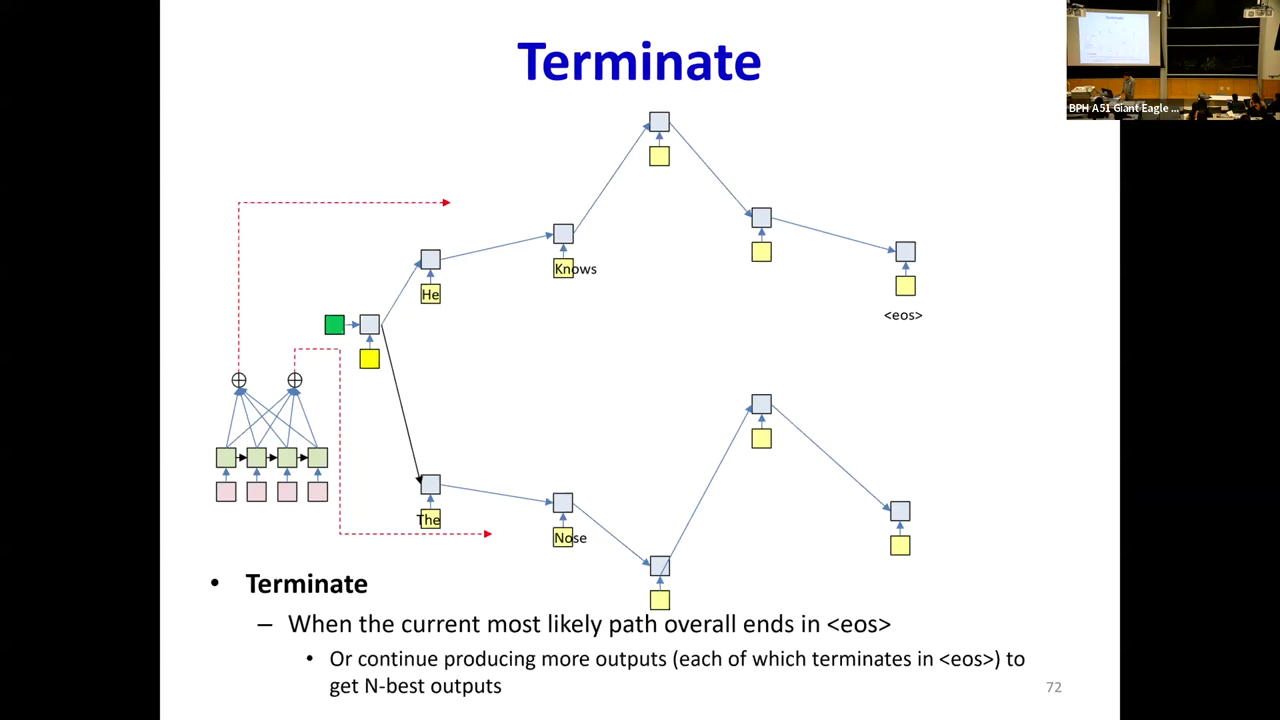 Terminate
BPH A51 Giant Eagle ...
Knows
He
<eos>
The
Nose
• Terminate
– When the current most likely path overall ends in <eos>
• Or continue producing more outputs (each of which terminates in <eos>) to
get N-best outputs
72